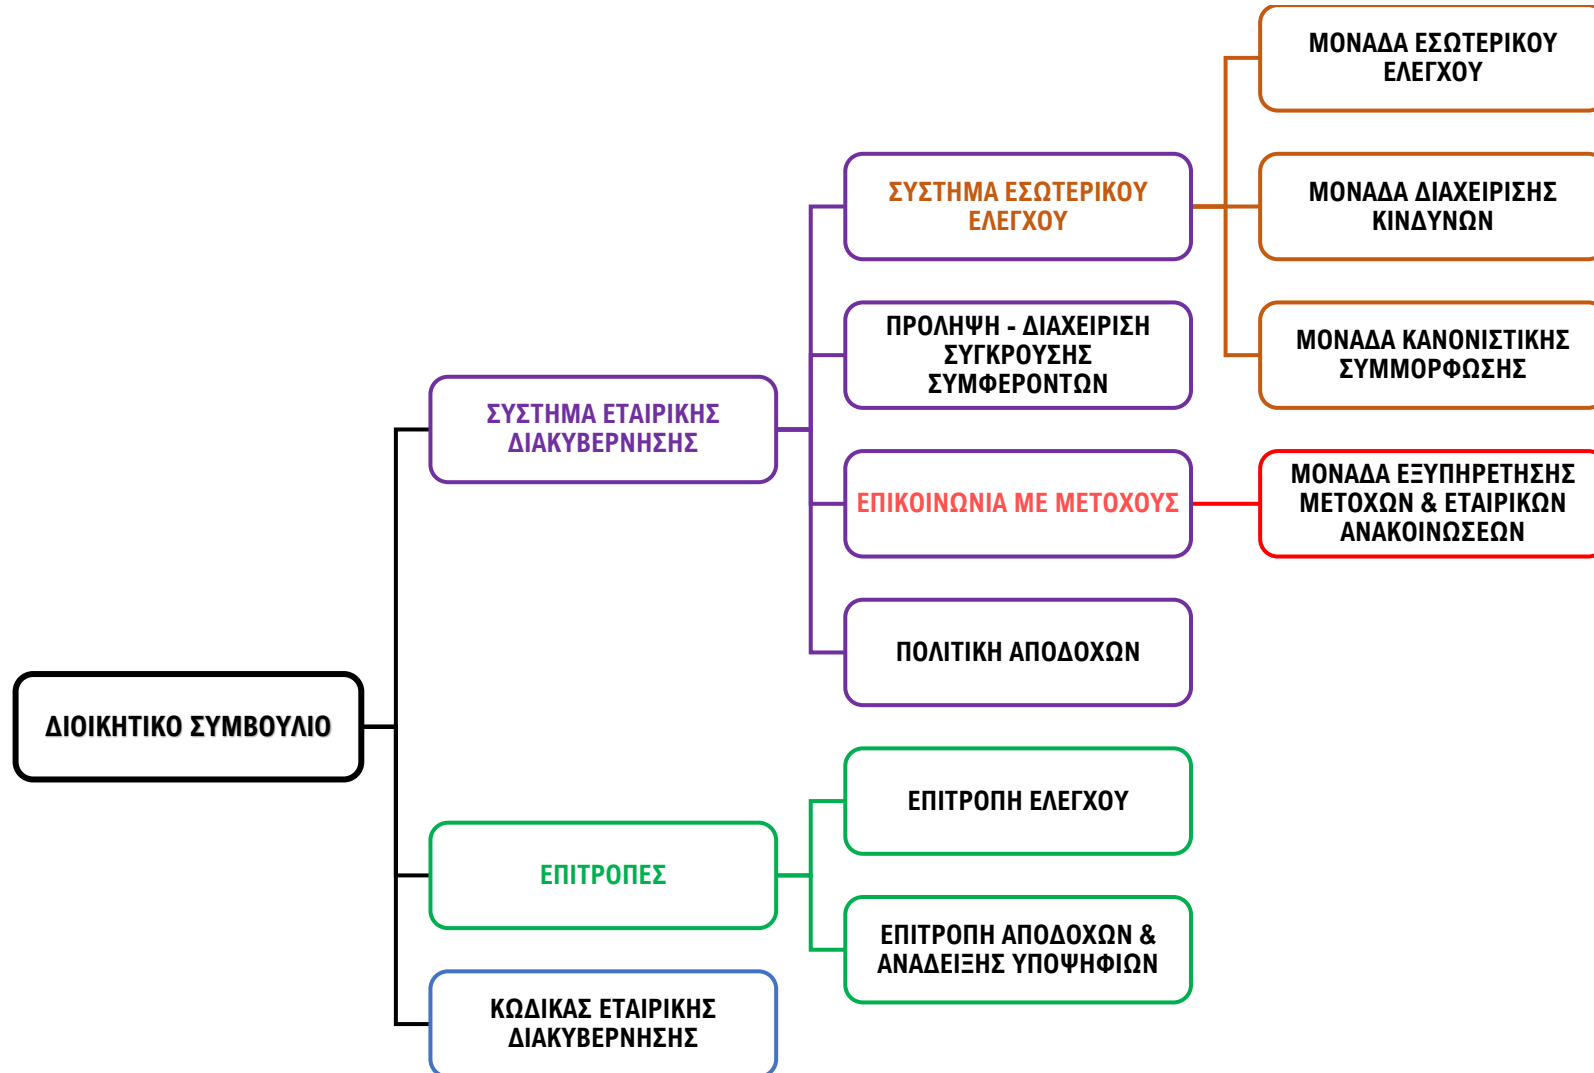 ΜΟΝΑΔΑ ΕΣΩΤΕΡΙΚΟΥ
ΕΛΕΓΧΟΥ
ΣΥΣΤΗΜΑ ΕΣΩΤΕΡΙΚΟΥ
ΕΛΕΓΧΟΥ
ΜΟΝΑΔΑ ΔΙΑΧΕΙΡΙΣΗΣ
ΚΙΝΔΥΝΩΝ
ΠΡΟΛΗΨΗ - ΔΙΑΧΕΙΡΙΣΗ
ΣΥΓΚΡΟΥΣΗΣ
ΣΥΜΦΕΡΟΝΤΩΝ
ΜΟΝΑΔΑ ΚΑΝΟΝΙΣΤΙΚΗΣ
ΣΥΜΜΟΡΦΩΣΗΣ
ΣΥΣΤΗΜΑ ΕΤΑΙΡΙΚΗΣ
ΔΙΑΚΥΒΕΡΝΗΣΗΣ
ΕΠΙΚΟΙΝΩΝΙΑ ΜΕ ΜΕΤΟΧΟΥΣ
ΜΟΝΑΔΑ ΕΞΥΠΗΡΕΤΗΣΗΣ
ΜΕΤΟΧΩΝ & ΕΤΑΙΡΙΚΩΝ
ΑΝΑΚΟΙΝΩΣΕΩΝ
ΠΟΛΙΤΙΚΗ ΑΠΟΔΟΧΩΝ
ΔΙΟΙΚΗΤΙΚΟ ΣΥΜΒΟΥΛΙΟ
ΕΠΙΤΡΟΠΗ ΕΛΕΓΧΟΥ
ΕΠΙΤΡΟΠΕΣ
ΕΠΙΤΡΟΠΗ ΑΠΟΔΟΧΩΝ &
ΑΝΑΔΕΙΞΗΣ ΥΠΟΨΗΦΙΩΝ
ΚΩΔΙΚΑΣ ΕΤΑΙΡΙΚΗΣ
ΔΙΑΚΥΒΕΡΝΗΣΗΣ